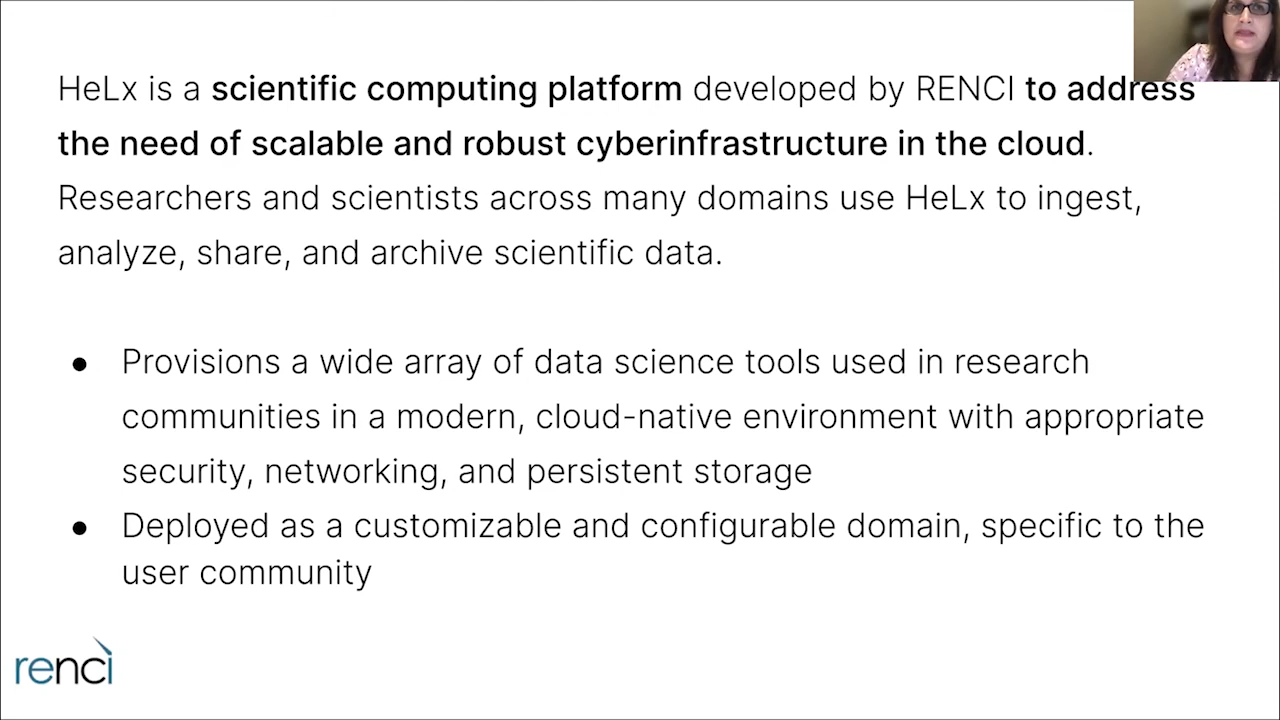 HeLx is a scientific computing platform developed by RENCI to address
the need of scalable and robust cyberinfrastructure in the cloud.
Researchers and scientists across many domains use HeLx to ingest,
analyze, share, and archive scientific data.
● Provisions a wide array of data science tools used in research
communities in a modern, cloud-native environment with appropriate
security, networking, and persistent storage
● Deployed as a customizable and configurable domain, specific to the
user community
renci